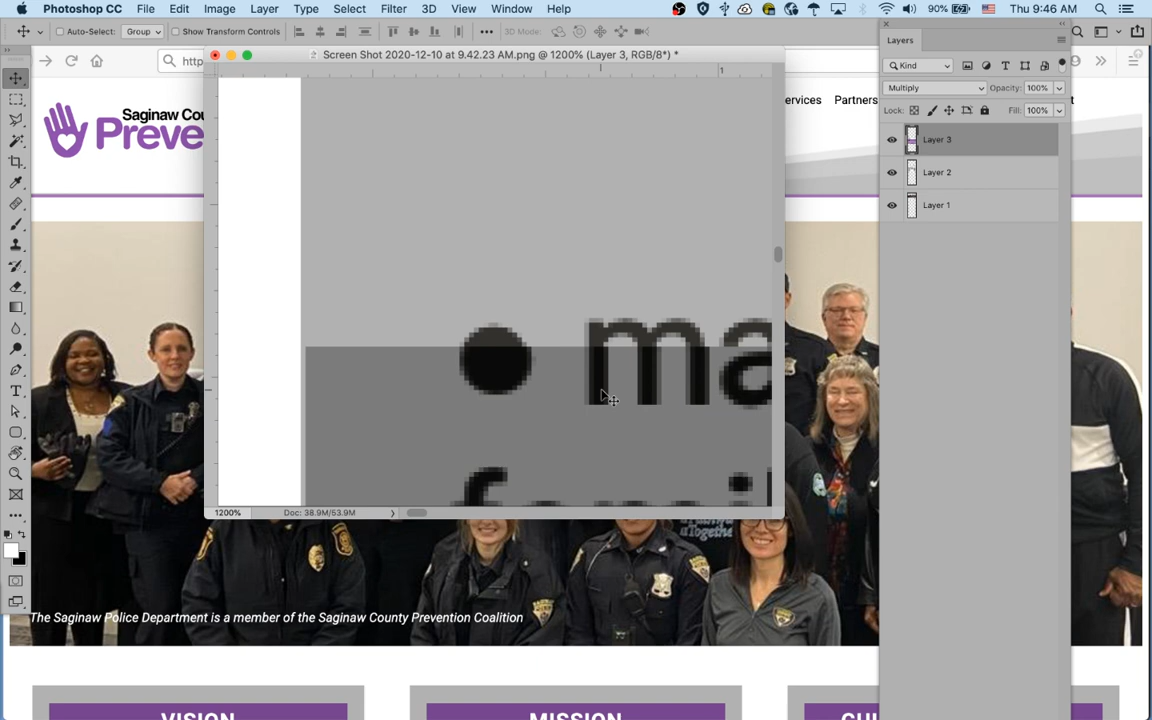 Photoshop CC File Edit Image Layer Type Select Filter 3D View Window Help 90% Thu 9:46 AM
Auto-Select: Group Show Transform Controls 3D Mode:
Screen Shot 2020-12-10 at 9.42.23 AM.png @ 1200% (Layer 3, RGB/8*) *
1
http
Layers
Kind
Multiply Opacity: 100%
Lock: Fill: 100%
Layer 3
Layer 2
Layer 1
Saginaw Cou
Preve
ervices Partners t
• ma
f
1200% Doc: 38.9M/53.9M
Together
The Saginaw Police Department is a member of the Saginaw County Prevention Coalition
VISION MISSION GUI